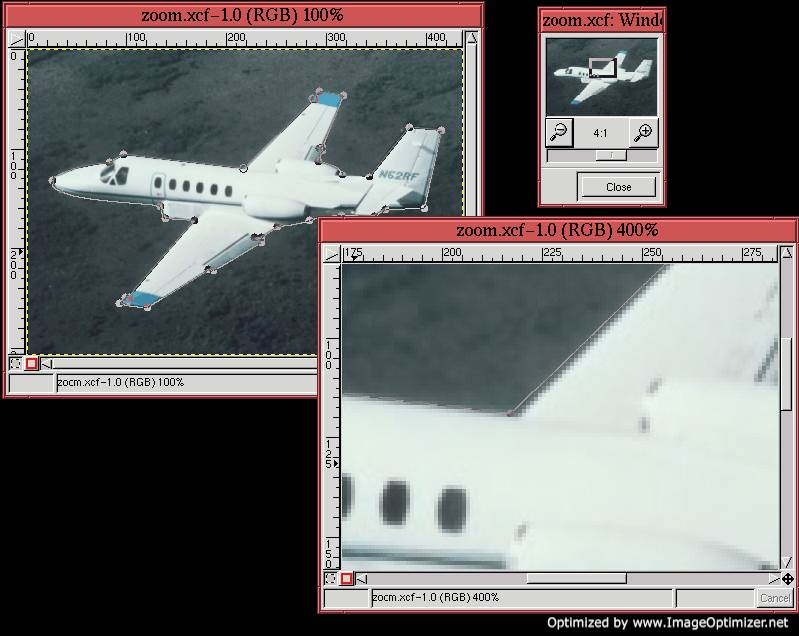 zoom.xcf-1.0 (RGB) 100%
0 100 200 300 400
0
100
200
N62RF
zoom.xcf-1.0 (RGB) 100%
zoom.xcf: Wind
4:1
Close
zoom.xcf-1.0 (RGB) 400%
175 200 225 250 275
100
125
150
zoom.xcf-1.0 (RGB) 400%
Cancel
Optimized by www.ImageOptimizer.net